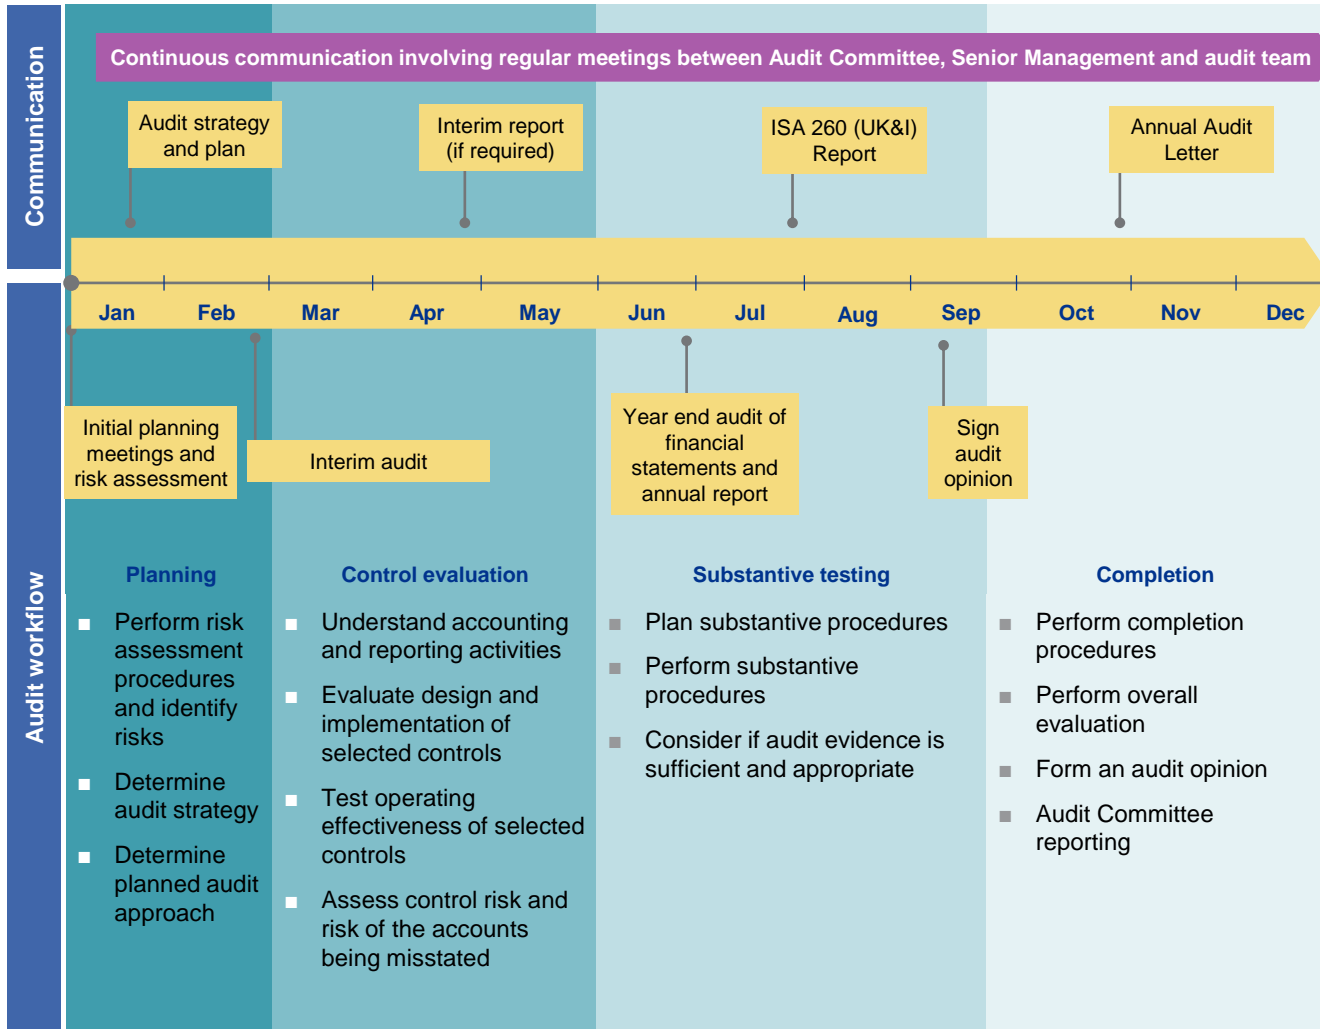 Communication
Continuous communication involving regular meetings between Audit Committee, Senior Management and audit team
Audit strategy
and plan
Interim report
(if required)
ISA 260 (UK&I)
Report
Annual Audit
Letter
Jan Feb Mar Apr May Jun Jul Aug Sep Oct Nov Dec
Audit workflow
Initial planning
meetings and
risk assessment
Interim audit
Year end audit of
financial
statements and
annual report
Sign
audit
opinion
Planning
Perform risk
assessment
procedures
and identify
risks
Determine
audit strategy
Determine
planned audit
approach
Control evaluation
Understand accounting
and reporting activities
Evaluate design and
implementation of
selected controls
Test operating
effectiveness of selected
controls
Assess control risk and
risk of the accounts
being misstated
Substantive testing
Plan substantive procedures
Perform substantive
procedures
Consider if audit evidence is
sufficient and appropriate
Completion
Perform completion
procedures
Perform overall
evaluation
Form an audit opinion
Audit Committee
reporting